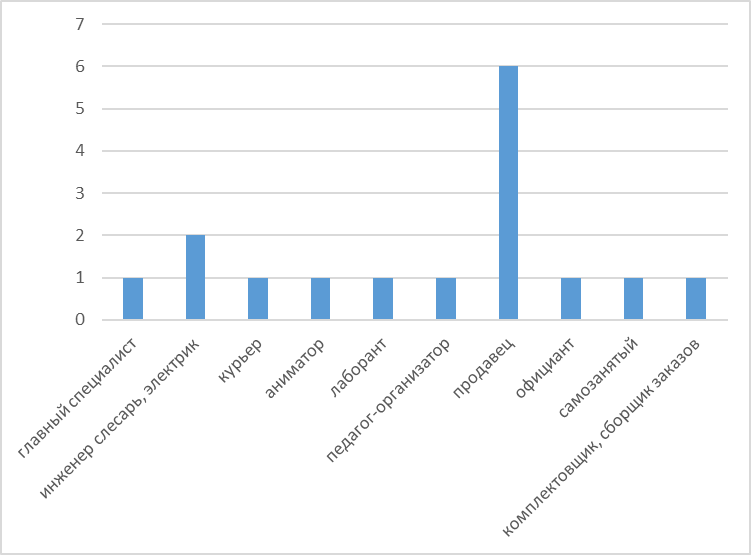 7
6
5
4
3
2
1
0
главный специалист
инженер слесарь, электрик
курьер
аниматор
лаборант
педагог-организатор
продавец
официант
самозанятый
комплектовщик, сборщик заказов